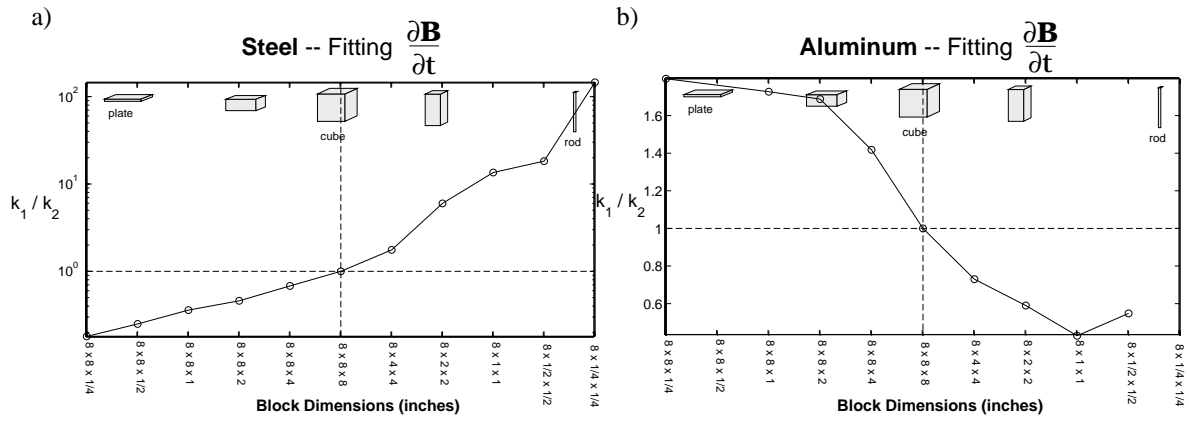 a)
Steel -- Fitting ∂B/∂t
10²
10¹
10⁰
k₁ / k₂
plate
cube
rod
8 x 8 x 1/4
8 x 8 x 1/2
8 x 8 x 1
8 x 8 x 2
8 x 8 x 4
8 x 8 x 8
8 x 4 x 4
8 x 2 x 2
8 x 1 x 1
8 x 1/2 x 1/2
8 x 1/4 x 1/4
Block Dimensions (inches)
b)
Aluminum -- Fitting ∂B/∂t
1.8
1.6
1.4
1.2
1
0.8
0.6
k₁ / k₂
plate
cube
rod
8 x 8 x 1/4
8 x 8 x 1/2
8 x 8 x 1
8 x 8 x 2
8 x 8 x 4
8 x 8 x 8
8 x 4 x 4
8 x 2 x 2
8 x 1 x 1
8 x 1/2 x 1/2
8 x 1/4 x 1/4
Block Dimensions (inches)